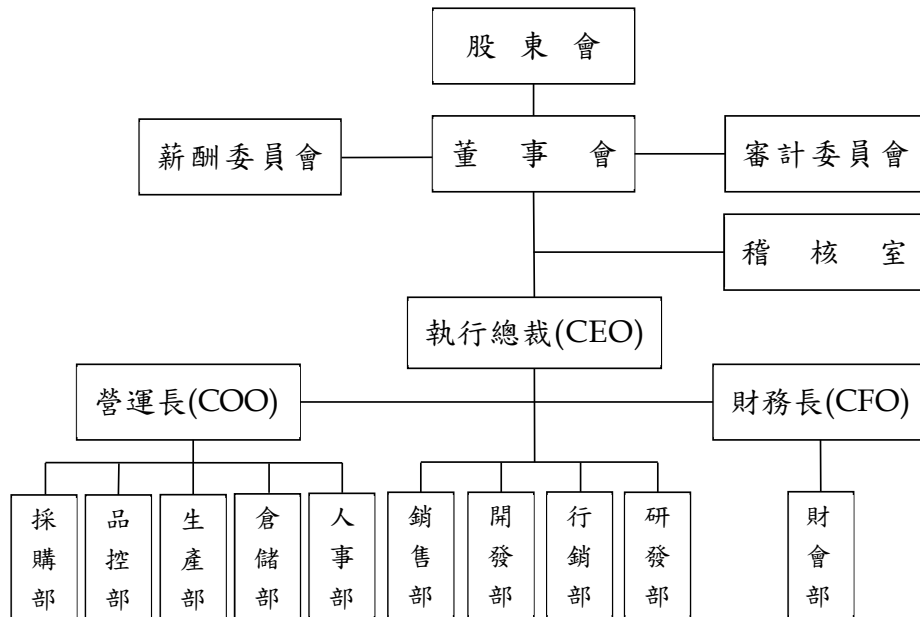 股東會
董事會
薪酬委員會
審計委員會
稽核室
執行總裁(CEO)
營運長(COO)
財務長(CFO)
採購部
品控部
生產部
倉儲部
人事部
銷售部
開發部
行銷部
研發部
財會部